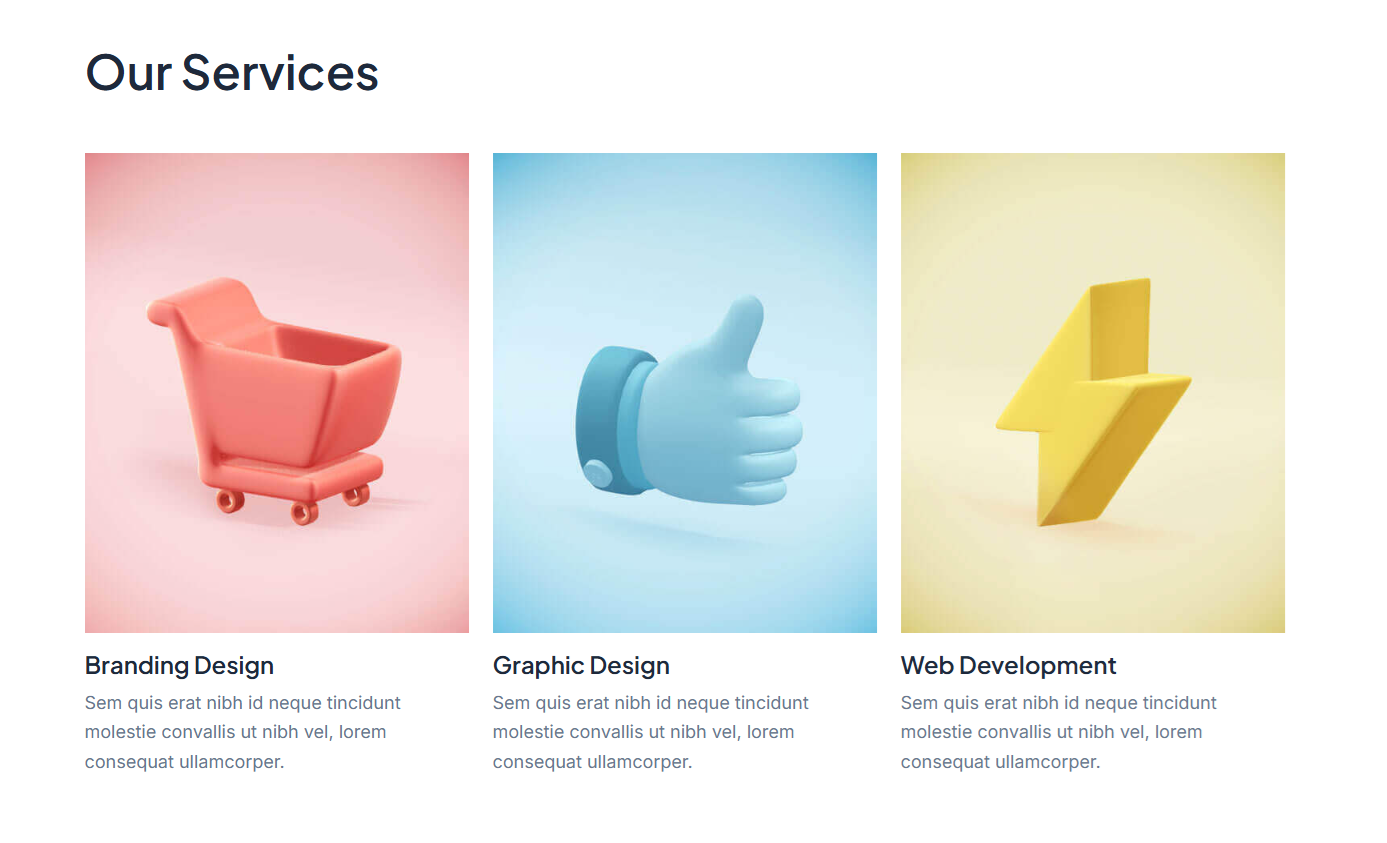 Our Services
Branding Design
Sem quis erat nibh id neque tincidunt
molestie convallis ut nibh vel, lorem
consequat ullamcorper.
Graphic Design
Sem quis erat nibh id neque tincidunt
molestie convallis ut nibh vel, lorem
consequat ullamcorper.
Web Development
Sem quis erat nibh id neque tincidunt
molestie convallis ut nibh vel, lorem
consequat ullamcorper.